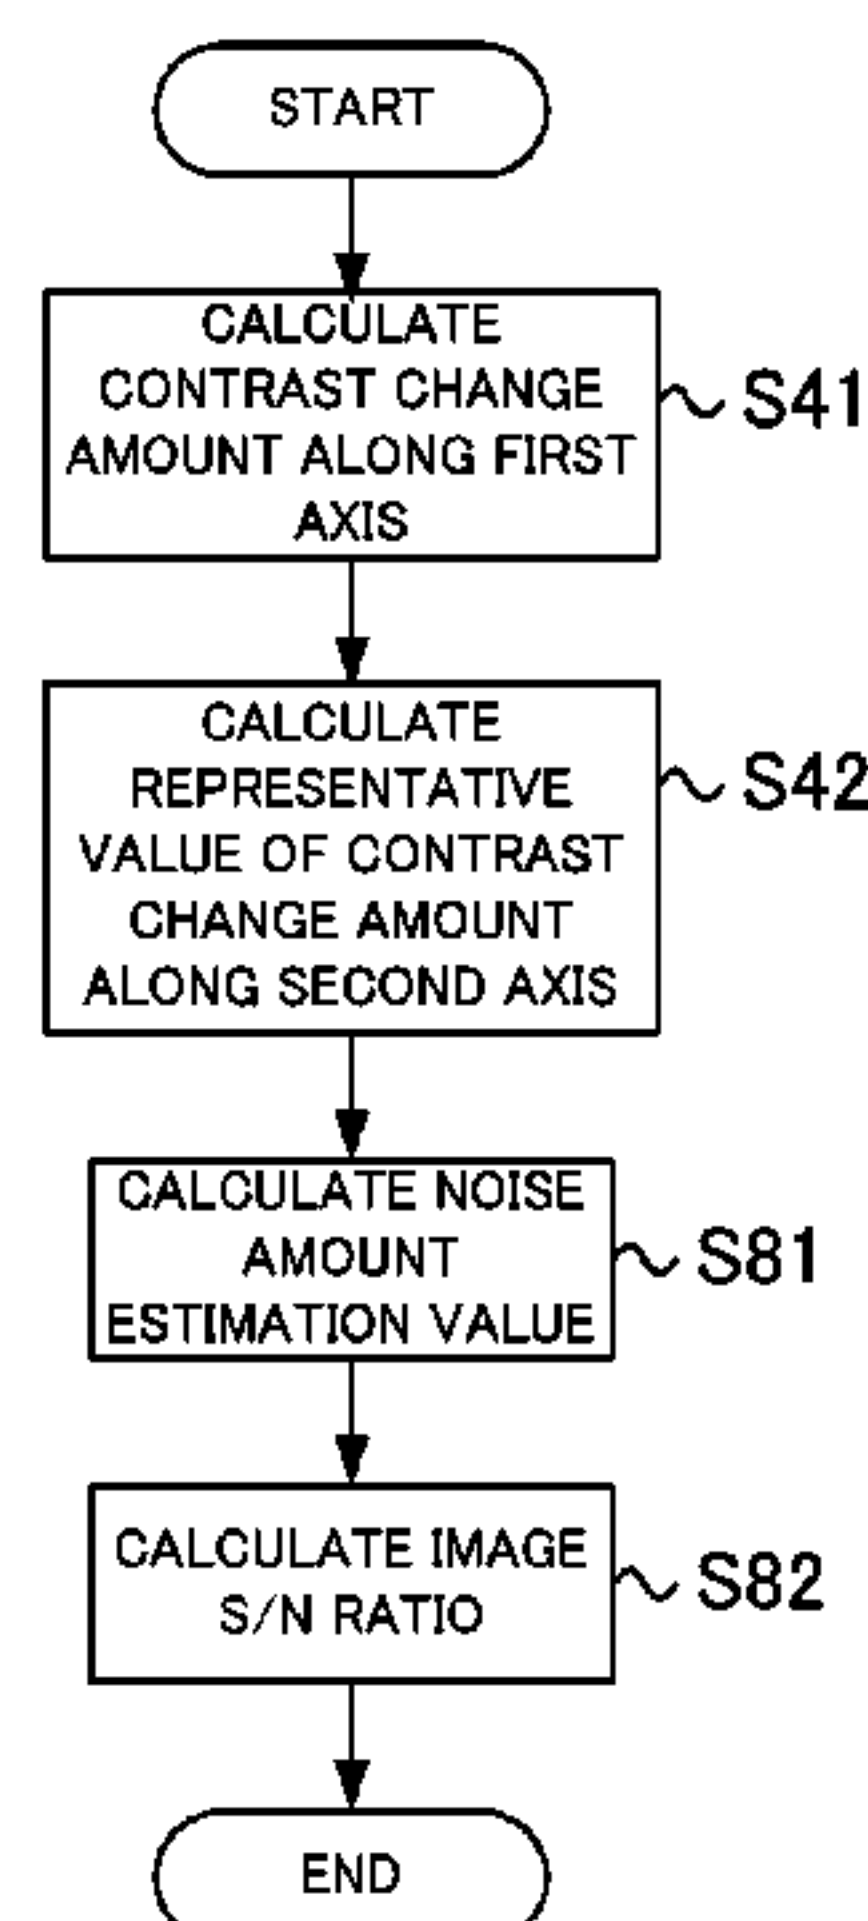 START
CALCULATE
CONTRAST CHANGE
AMOUNT ALONG FIRST
AXIS
S41
CALCULATE
REPRESENTATIVE
VALUE OF CONTRAST
CHANGE AMOUNT
ALONG SECOND AXIS
S42
CALCULATE NOISE
AMOUNT
ESTIMATION VALUE
S81
CALCULATE IMAGE
S/N RATIO
S82
END